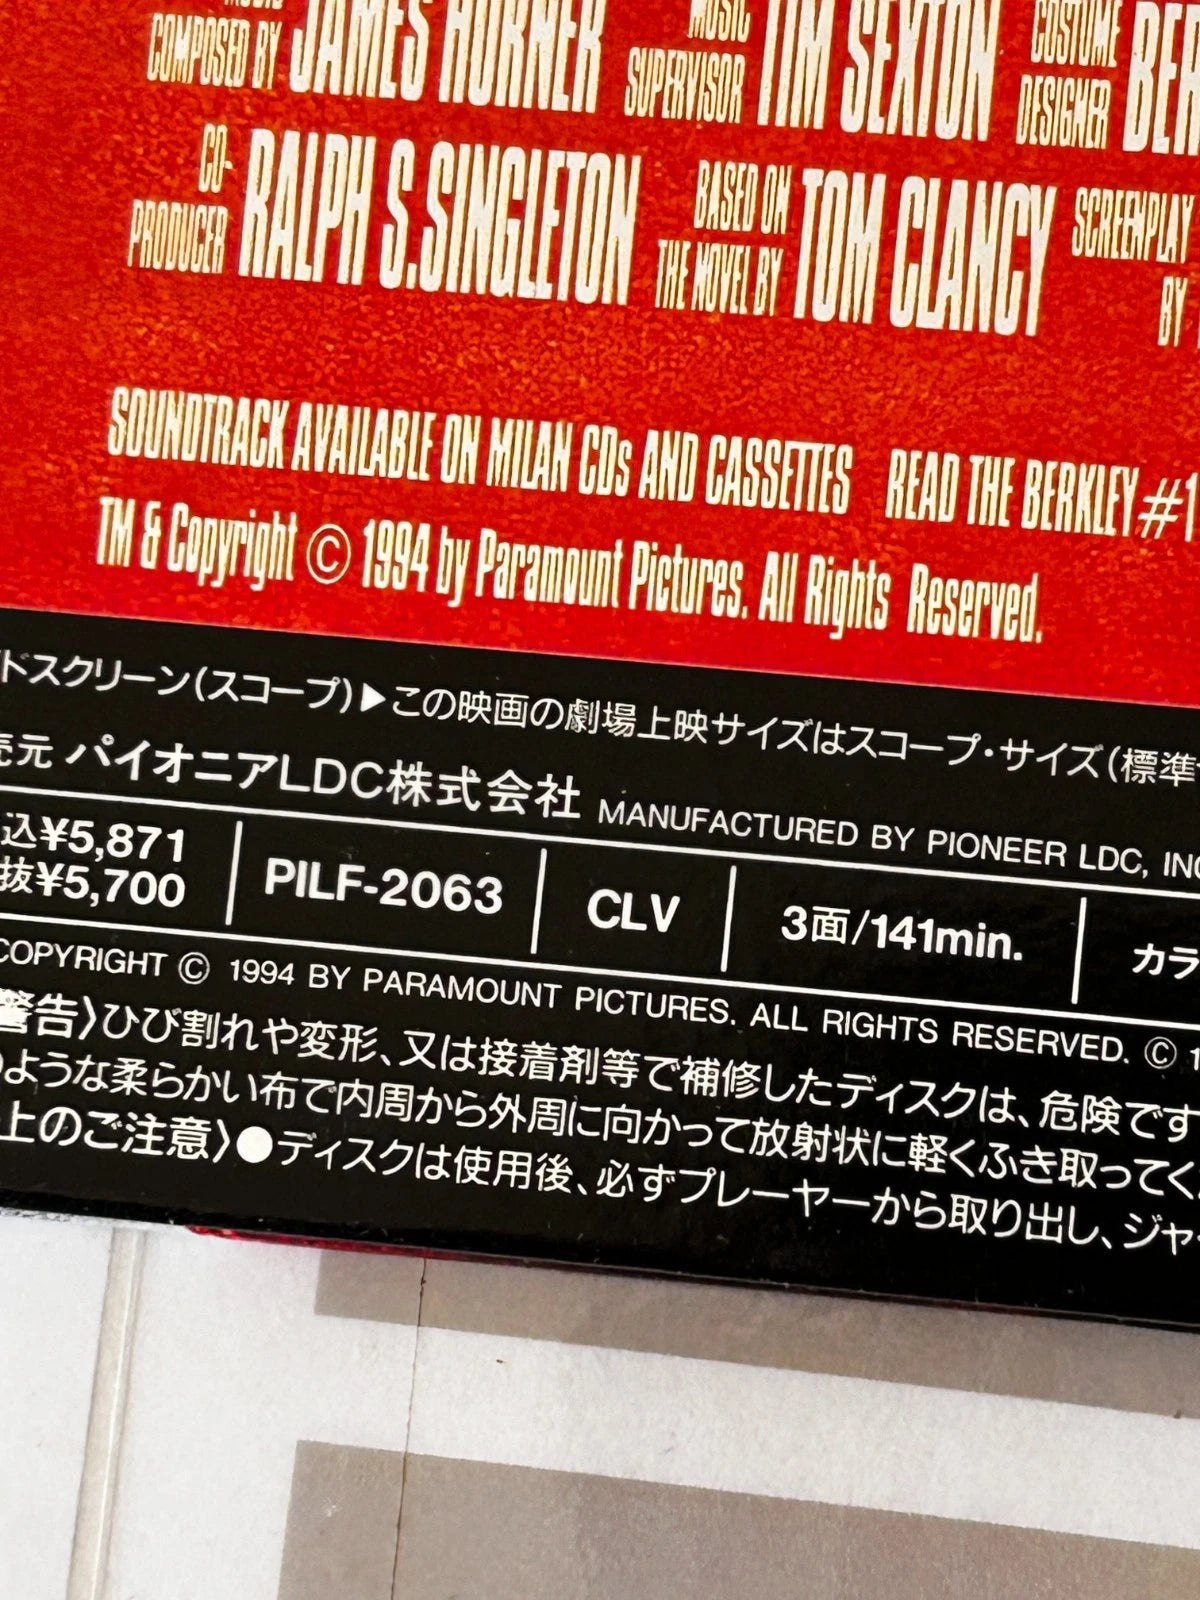 MUSIC COMPOSED BY JAMES HORNER MUSIC SUPERVISOR TIM SEXTON COSTUME DESIGNER
CO-PRODUCER RALPH S. SINGLETON BASED ON THE NOVEL BY TOM CLANCY SCREENPLAY BY
SOUNDTRACK AVAILABLE ON MILAN CDs AND CASSETTES READ THE BERKLEY #1
TM & Copyright © 1994 by Paramount Pictures. All Rights Reserved.
ドスクリーン(スコープ)▶この映画の劇場上映サイズはスコープ・サイズ(標準
売元 パイオニアLDC株式会社 MANUFACTURED BY PIONEER LDC, INC
込¥5,871
抜¥5,700
PILF-2063 CLV 3面/141min. カラ
COPYRIGHT © 1994 BY PARAMOUNT PICTURES. ALL RIGHTS RESERVED. © 1
警告〉ひび割れや変形、又は接着剤等で補修したディスクは、危険です
のような柔らかい布で内周から外周に向かって放射状に軽くふき取ってく
上のご注意〉●ディスクは使用後、必ずプレーヤーから取り出し、ジャ